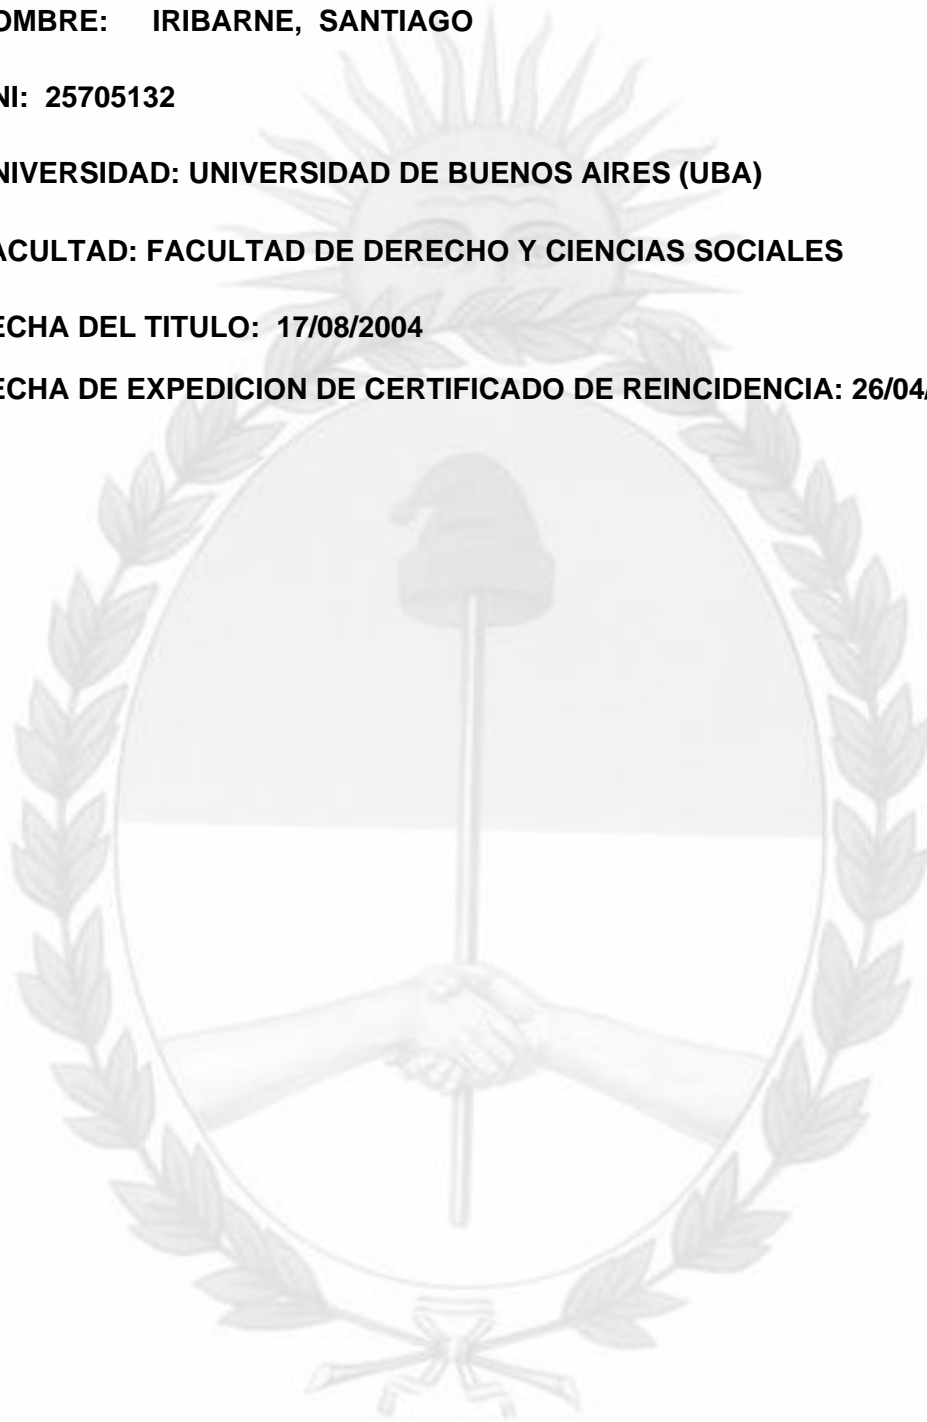 OMBRE: IRIBARNE, SANTIAGO
NI: 25705132
NIVERSIDAD: UNIVERSIDAD DE BUENOS AIRES (UBA)
ACULTAD: FACULTAD DE DERECHO Y CIENCIAS SOCIALES
ECHA DEL TITULO: 17/08/2004
ECHA DE EXPEDICION DE CERTIFICADO DE REINCIDENCIA: 26/04/